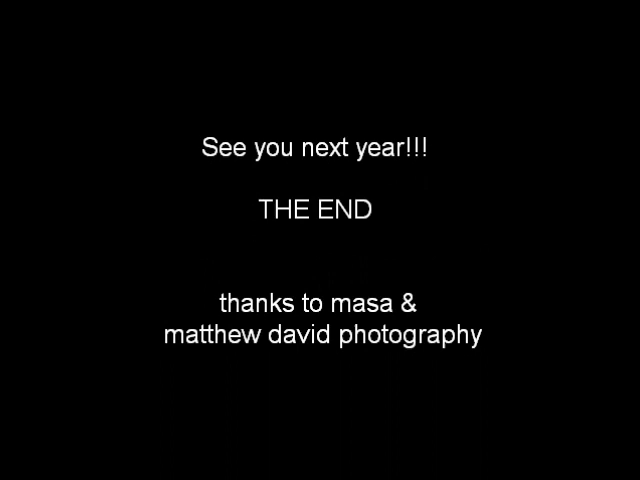 See you next year!!!
THE END
thanks to masa &
matthew david photography